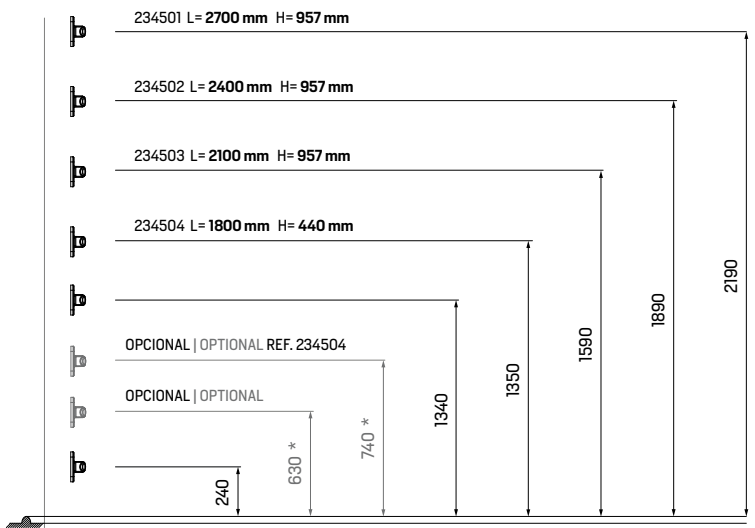 234501 L= 2700 mm H= 957 mm
234502 L= 2400 mm H= 957 mm
234503 L= 2100 mm H= 957 mm
234504 L= 1800 mm H= 440 mm
OPCIONAL | OPTIONAL REF. 234504
OPCIONAL | OPTIONAL
240
630 *
740 *
1340
1350
1590
1890
2190